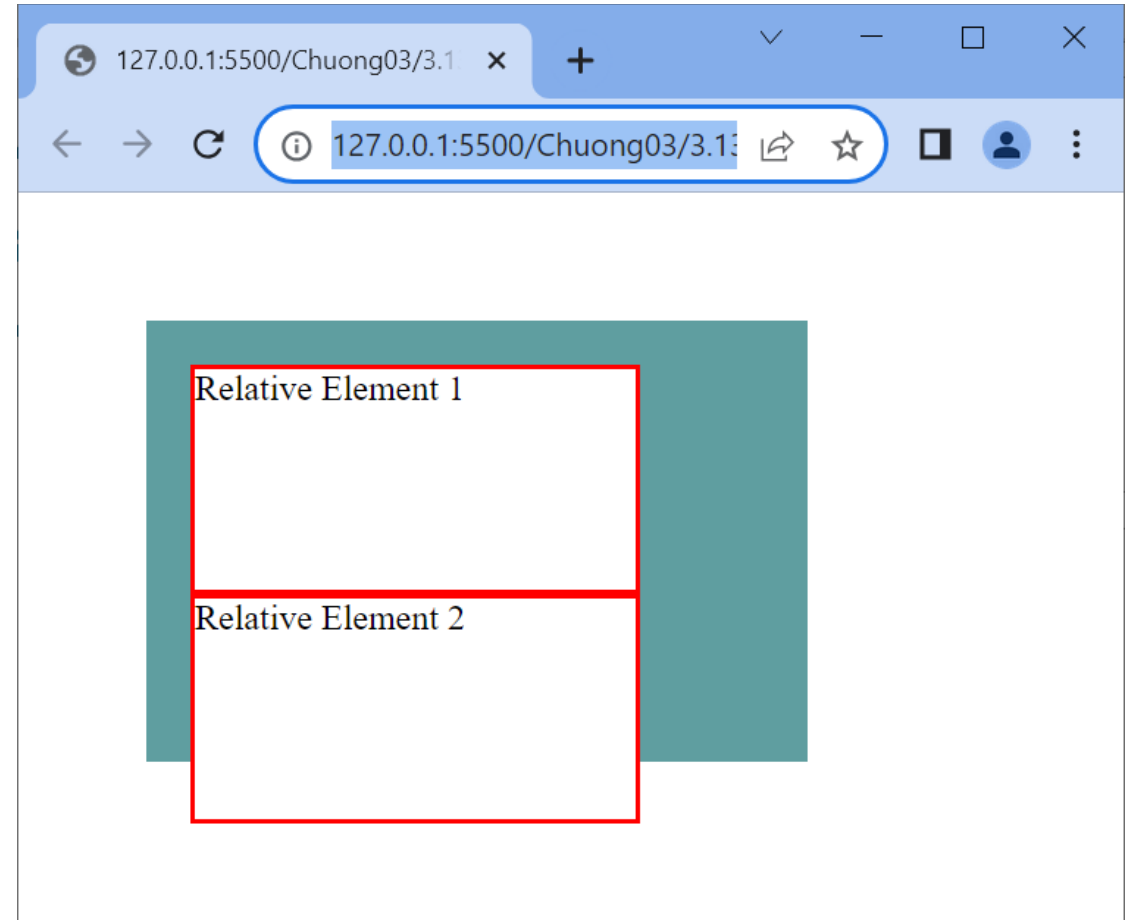 127.0.0.1:5500/Chuong03/3.1
127.0.0.1:5500/Chuong03/3.13
Relative Element 1
Relative Element 2